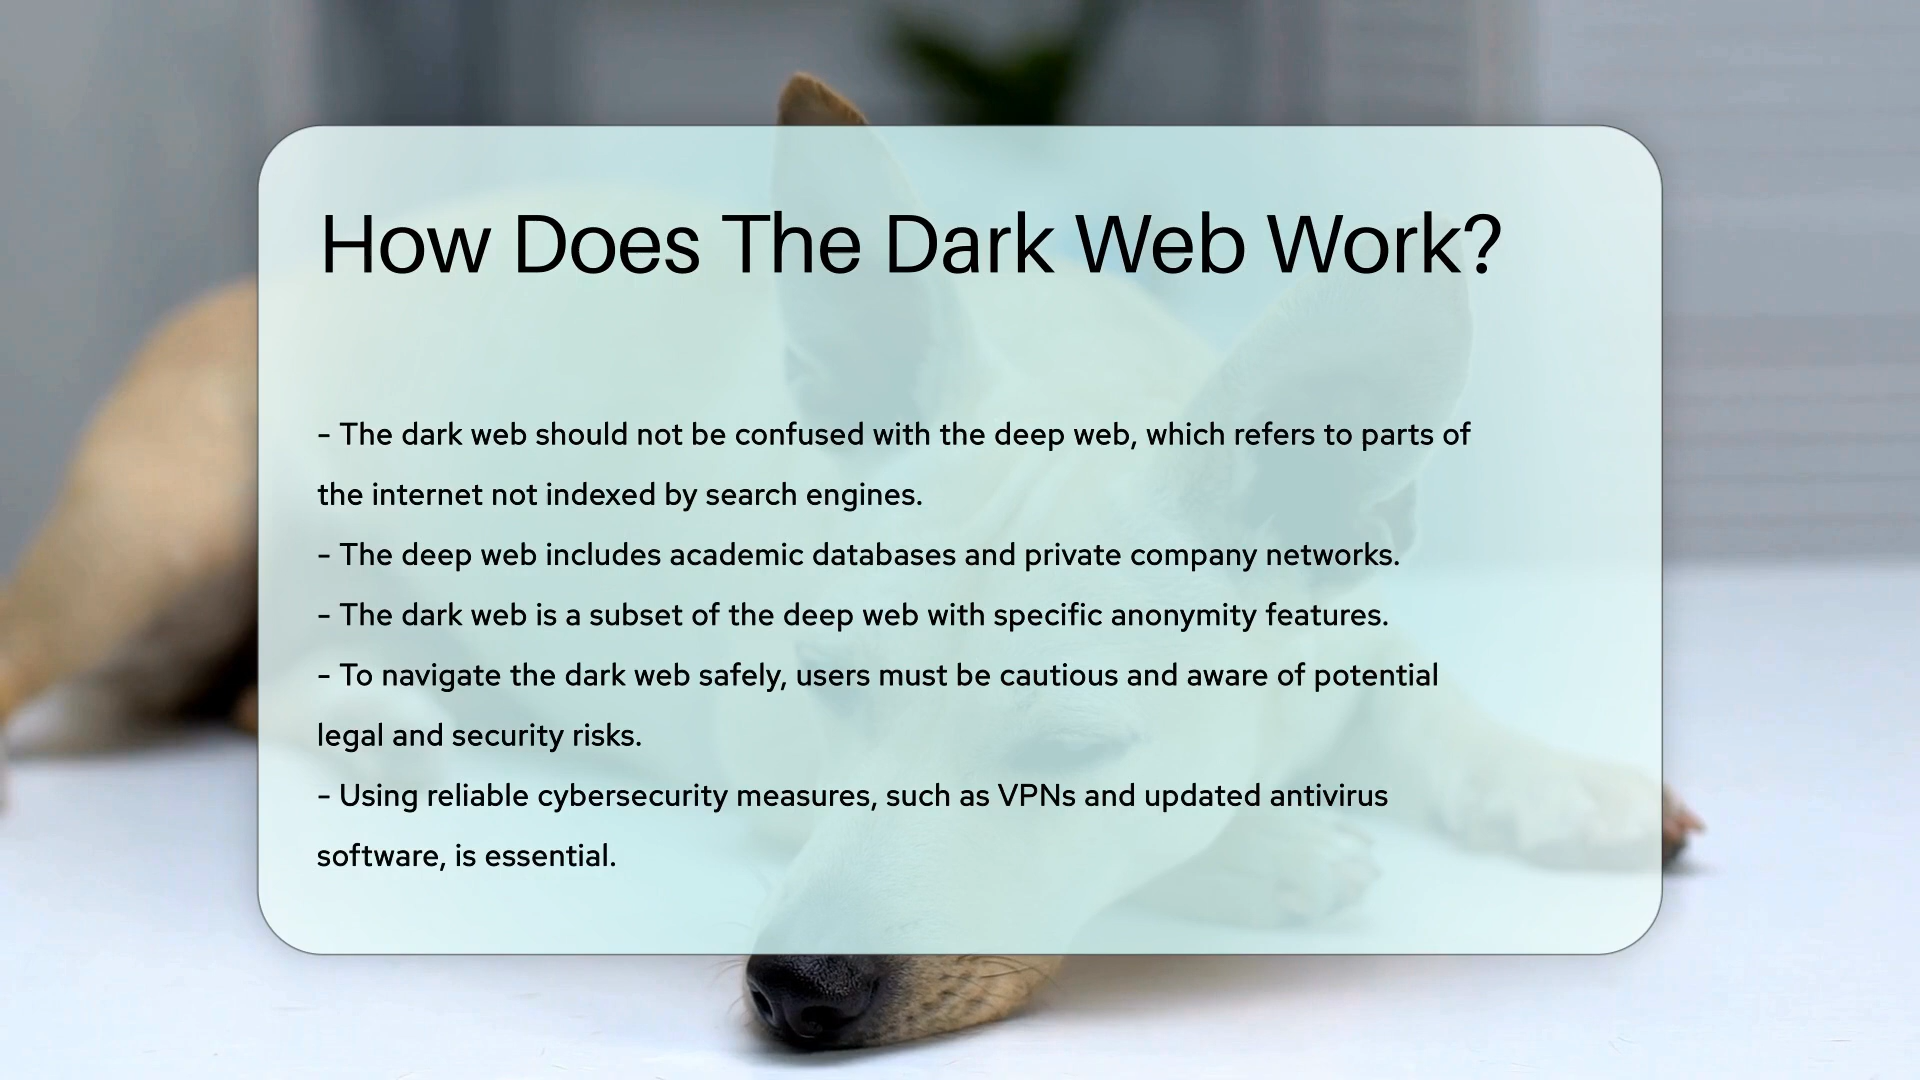 How Does The Dark Web Work?
- The dark web should not be confused with the deep web, which refers to parts of
the internet not indexed by search engines.
- The deep web includes academic databases and private company networks.
- The dark web is a subset of the deep web with specific anonymity features.
- To navigate the dark web safely, users must be cautious and aware of potential
legal and security risks.
- Using reliable cybersecurity measures, such as VPNs and updated antivirus
software, is essential.